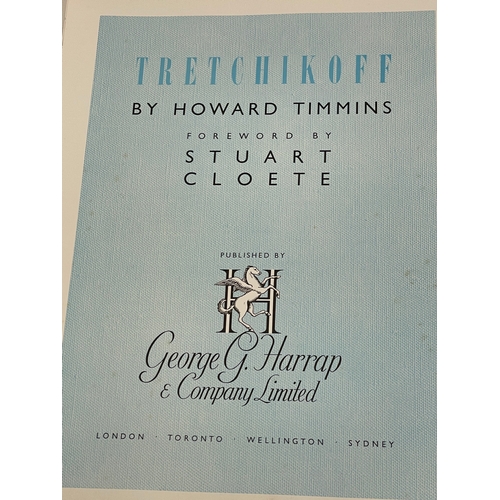 TRETCHIKOFF
BY HOWARD TIMMINS
FOREWORD BY
STUART
CLOETE
PUBLISHED BY
H
George G. Harrap
& Company Limited
LONDON · TORONTO · WELLINGTON · SYDNEY